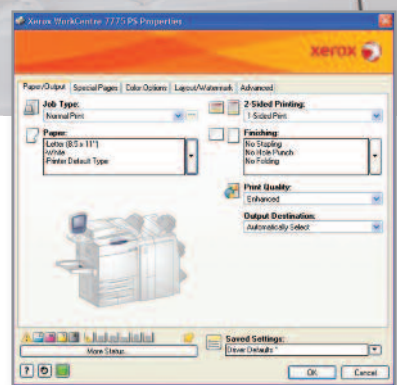 Xerox WorkCentre 7775 PS Properties
xerox
Paper/Output
Special Pages
Color Options
Layout/Watermark
Advanced
Job Type:
Normal Print
Paper:
-Letter (8.5 x 11")
-White
-Printer Default Type
2-Sided Printing:
1-Sided Print
Finishing:
No Stapling
No Hole Punch
No Folding
Print Quality:
Enhanced
Output Destination:
Automatically Select
More Status...
Saved Settings:
Driver Defaults *
OK
Cancel